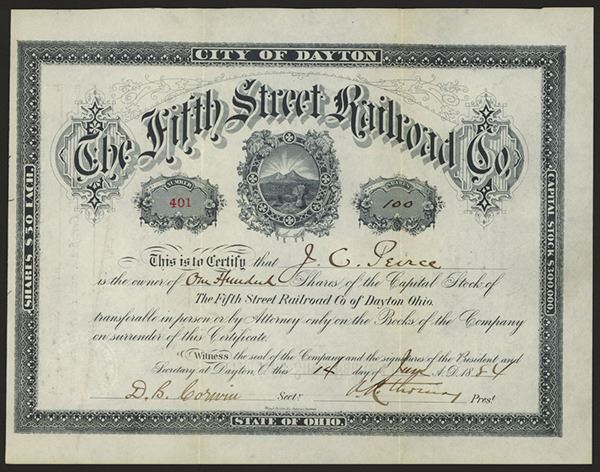 CITY OF DAYTON
The Fifth Street Railroad Co.
NUMBER
401
SHARES
100
SHARES $50 EACH.
CAPITAL STOCK $300,000.
This is to Certify that J. C. Peirce
is the owner of One Hundred Shares of the Capital Stock of
The Fifth Street Railroad Co of Dayton Ohio.
transferable in person or by Attorney only on the Books of the Company
on surrender of this Certificate.
Witness the seal of the Company and the signatures of the President and
Secretary at Dayton, O. this 14 day of A.D. 1884
D. B. Corwin Secty Prest
STATE OF OHIO.